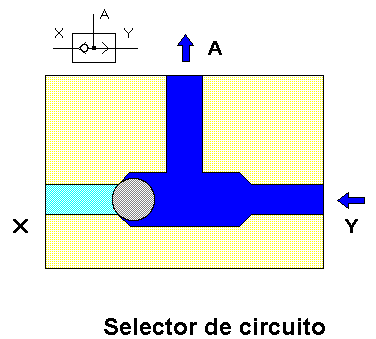 A
X Y
A
X
Y
Selector de circuito